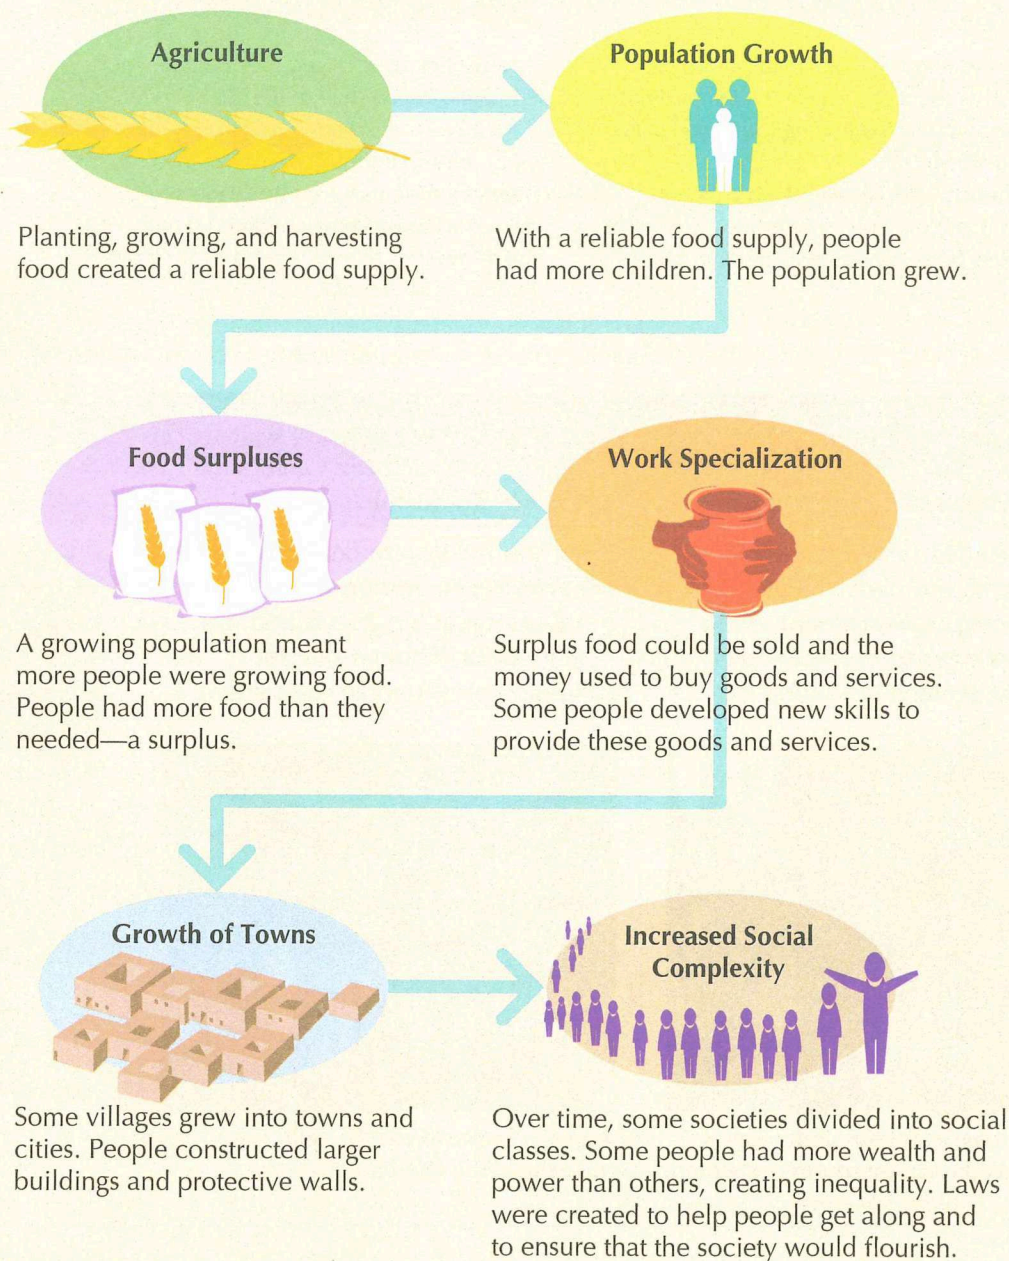 Agriculture
Planting, growing, and harvesting
food created a reliable food supply.
Population Growth
With a reliable food supply, people
had more children. The population grew.
Food Surpluses
A growing population meant
more people were growing food.
People had more food than they
needed—a surplus.
Work Specialization
Surplus food could be sold and the
money used to buy goods and services.
Some people developed new skills to
provide these goods and services.
Growth of Towns
Some villages grew into towns and
cities. People constructed larger
buildings and protective walls.
Increased Social
Complexity
Over time, some societies divided into social
classes. Some people had more wealth and
power than others, creating inequality. Laws
were created to help people get along and
to ensure that the society would flourish.